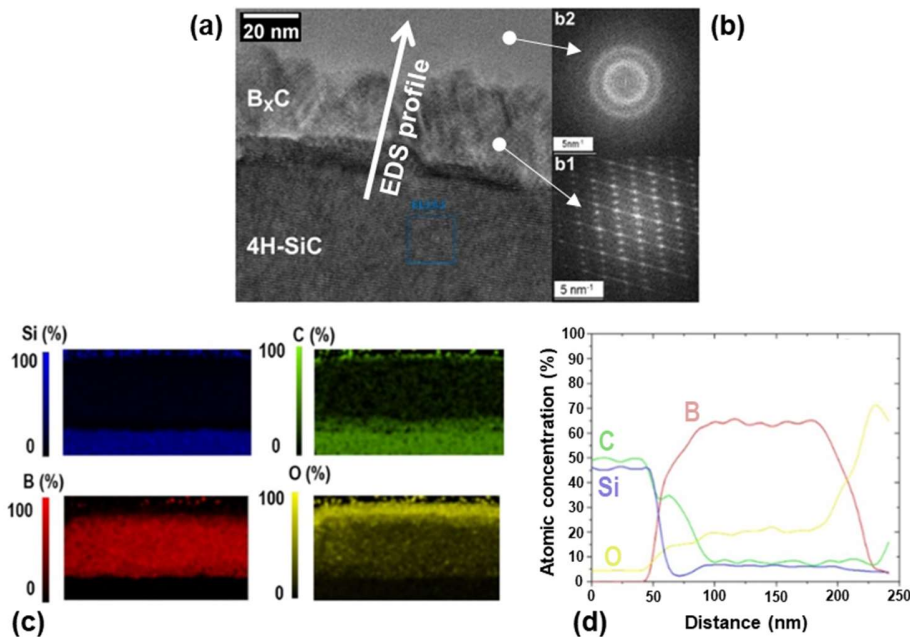 (a)
20 nm
BₓC
EDS profile
4H-SiC
b2
5nm⁻¹
b1
5 nm⁻¹
(b)
Si (%)
100
0
C (%)
100
0
B (%)
100
0
O (%)
100
0
(c)
Atomic concentration (%)
100
90
80
70
60
50
40
30
20
10
0
B
C
Si
O
0
50
100
150
200
250
Distance (nm)
(d)